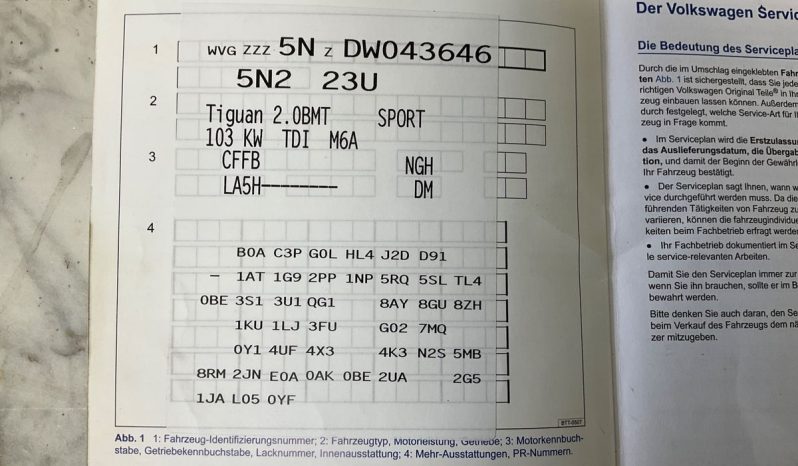 1 WVG ZZZ 5N Z DW043646
5N2 23U
2 Tiguan 2.0BMT SPORT
103 KW TDI M6A
3 CFFB NGH
LA5H-------- DM
4
B0A C3P G0L HL4 J2D D91
– 1AT 1G9 2PP 1NP 5RQ 5SL TL4
0BE 3S1 3U1 QG1 8AY 8GU 8ZH
1KU 1LJ 3FU G02 7MQ
0Y1 4UF 4X3 4K3 N2S 5MB
8RM 2JN E0A 0AK 0BE 2UA 2G5
1JA L05 0YF
Abb. 1 1: Fahrzeug-Identifizierungsnummer; 2: Fahrzeugtyp, Motorleistung, Getriebe; 3: Motorkennbuch-
stabe, Getriebekennbuchstabe, Lacknummer, Innenausstattung; 4: Mehr-Ausstattungen, PR-Nummern.
Der Volkswagen Servic
Die Bedeutung des Serviceplan
Durch die im Umschlag eingeklebten Fahr
ten Abb. 1 ist sichergestellt, dass Sie jede
richtigen Volkswagen Original Teile® in Ihr
zeug einbauen lassen können. Außerdem
durch festgelegt, welche Service-Art für I
zeug in Frage kommt.
• Im Serviceplan wird die Erstzulassu
das Auslieferungsdatum, die Übergab
tion, und damit der Beginn der Gewährl
Ihr Fahrzeug bestätigt.
• Der Serviceplan sagt Ihnen, wann w
vice durchgeführt werden muss. Da die
führenden Tätigkeiten von Fahrzeug zu
variieren, können die fahrzeugindividue
keiten beim Fachbetrieb erfragt werde
• Ihr Fachbetrieb dokumentiert im Se
le service-relevanten Arbeiten.
Damit Sie den Serviceplan immer zur
wenn Sie ihn brauchen, sollte er im B
bewahrt werden.
Bitte denken Sie auch daran, den Se
beim Verkauf des Fahrzeugs dem nä
zer mitzugeben.